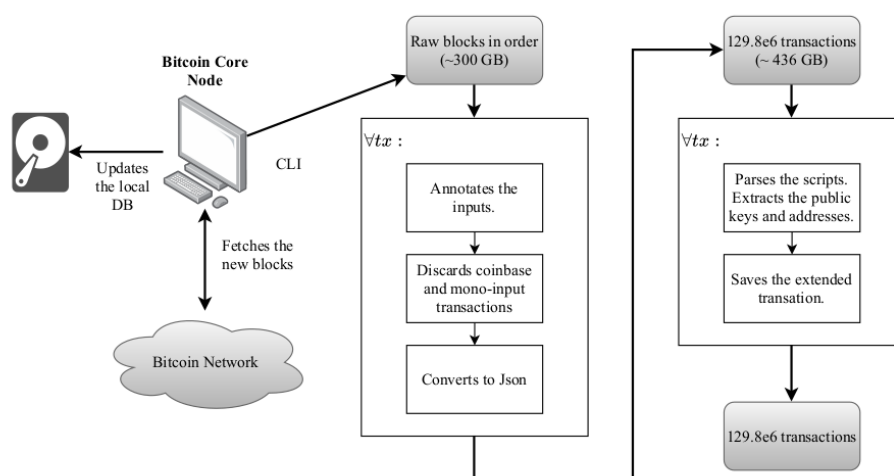 Bitcoin Core
Node
Updates
the local
DB
CLI
Fetches the
new blocks
Bitcoin Network
Raw blocks in order
(~300 GB)
∀tx :
Annotates the
inputs.
Discards coinbase
and mono-input
transactions
Converts to Json
129.8e6 transactions
(~ 436 GB)
∀tx :
Parses the scripts.
Extracts the public
keys and addresses.
Saves the extended
transation.
129.8e6 transactions